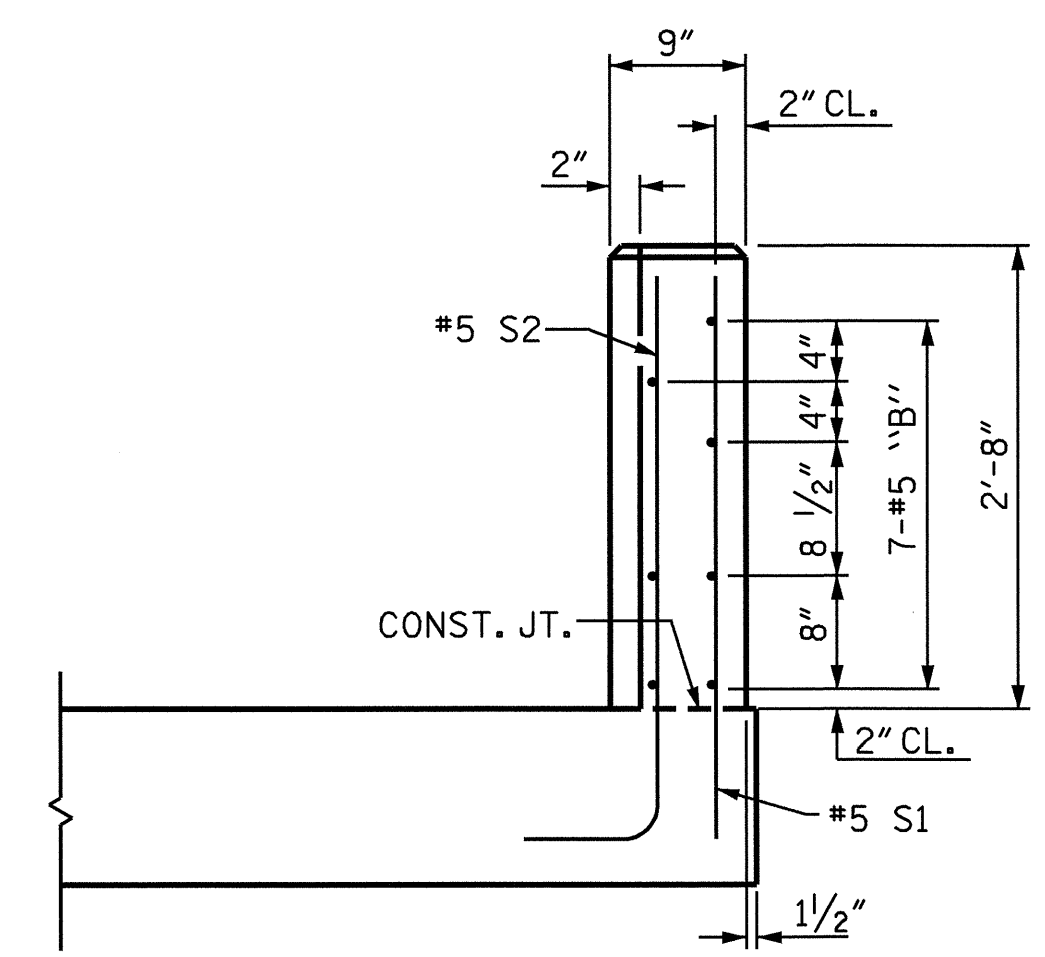 9"
2" CL.
2"
#5 S2
4"
4"
8 1/2"
8"
7-#5 "B"
2'-8"
CONST. JT.
2" CL.
#5 S1
1 1/2"